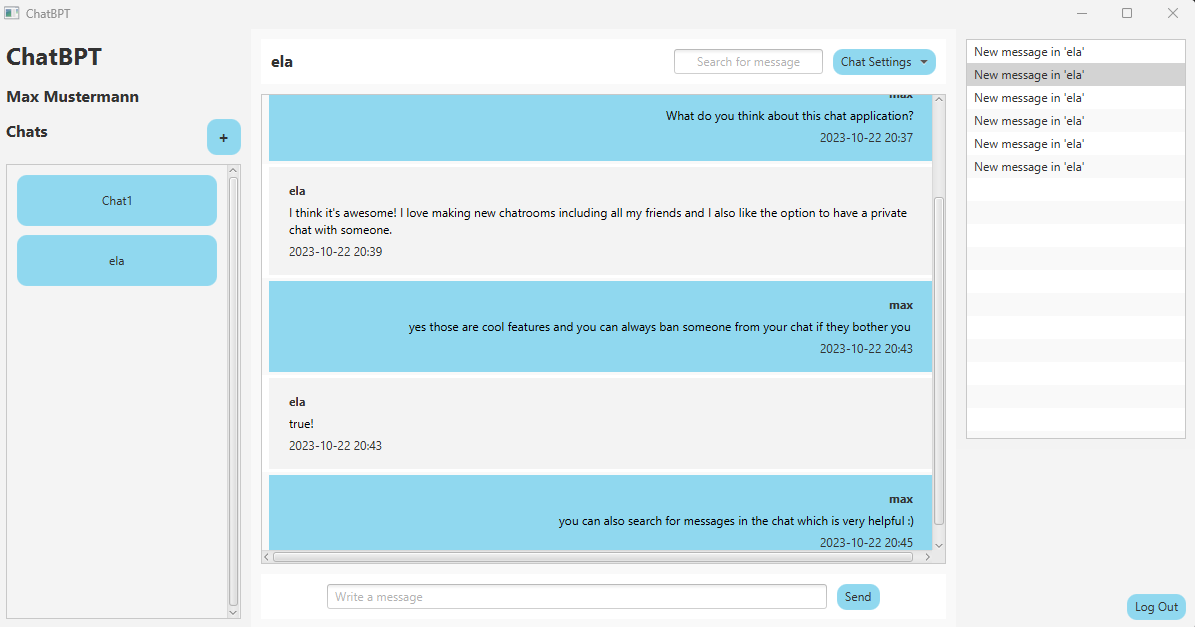 ChatBPT
ChatBPT
Max Mustermann
Chats
+
Chat1
ela
ela
Search for message
Chat Settings
max
What do you think about this chat application?
2023-10-22 20:37
ela
I think it's awesome! I love making new chatrooms including all my friends and I also like the option to have a private
chat with someone.
2023-10-22 20:39
max
yes those are cool features and you can always ban someone from your chat if they bother you
2023-10-22 20:43
ela
true!
2023-10-22 20:43
max
you can also search for messages in the chat which is very helpful :)
2023-10-22 20:45
Write a message
Send
New message in 'ela'
New message in 'ela'
New message in 'ela'
New message in 'ela'
New message in 'ela'
New message in 'ela'
Log Out